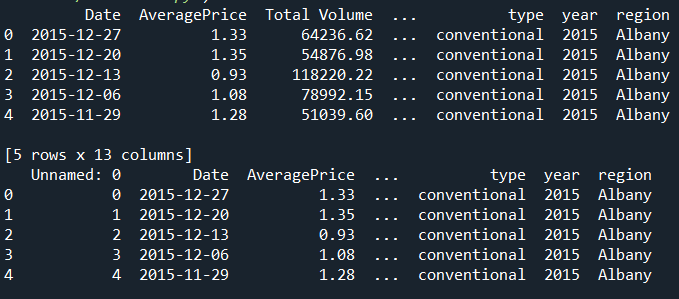 Date AveragePrice Total Volume ... type year region
0 2015-12-27 1.33 64236.62 ... conventional 2015 Albany
1 2015-12-20 1.35 54876.98 ... conventional 2015 Albany
2 2015-12-13 0.93 118220.22 ... conventional 2015 Albany
3 2015-12-06 1.08 78992.15 ... conventional 2015 Albany
4 2015-11-29 1.28 51039.60 ... conventional 2015 Albany
[5 rows x 13 columns]
Unnamed: 0 Date AveragePrice ... type year region
0 0 2015-12-27 1.33 ... conventional 2015 Albany
1 1 2015-12-20 1.35 ... conventional 2015 Albany
2 2 2015-12-13 0.93 ... conventional 2015 Albany
3 3 2015-12-06 1.08 ... conventional 2015 Albany
4 4 2015-11-29 1.28 ... conventional 2015 Albany